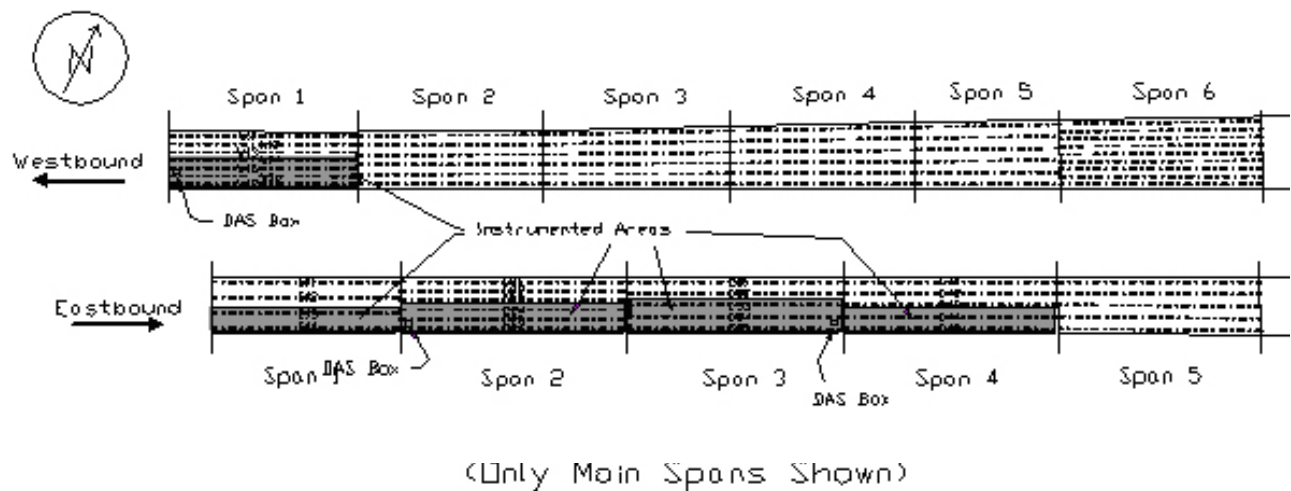 N
Span 1 Span 2 Span 3 Span 4 Span 5 Span 6
Westbound
DAS Box
Instrumented Areas
Eastbound
Span 1 DAS Box Span 2 Span 3 Span 4 Span 5
DAS Box
(Only Main Spans Shown)